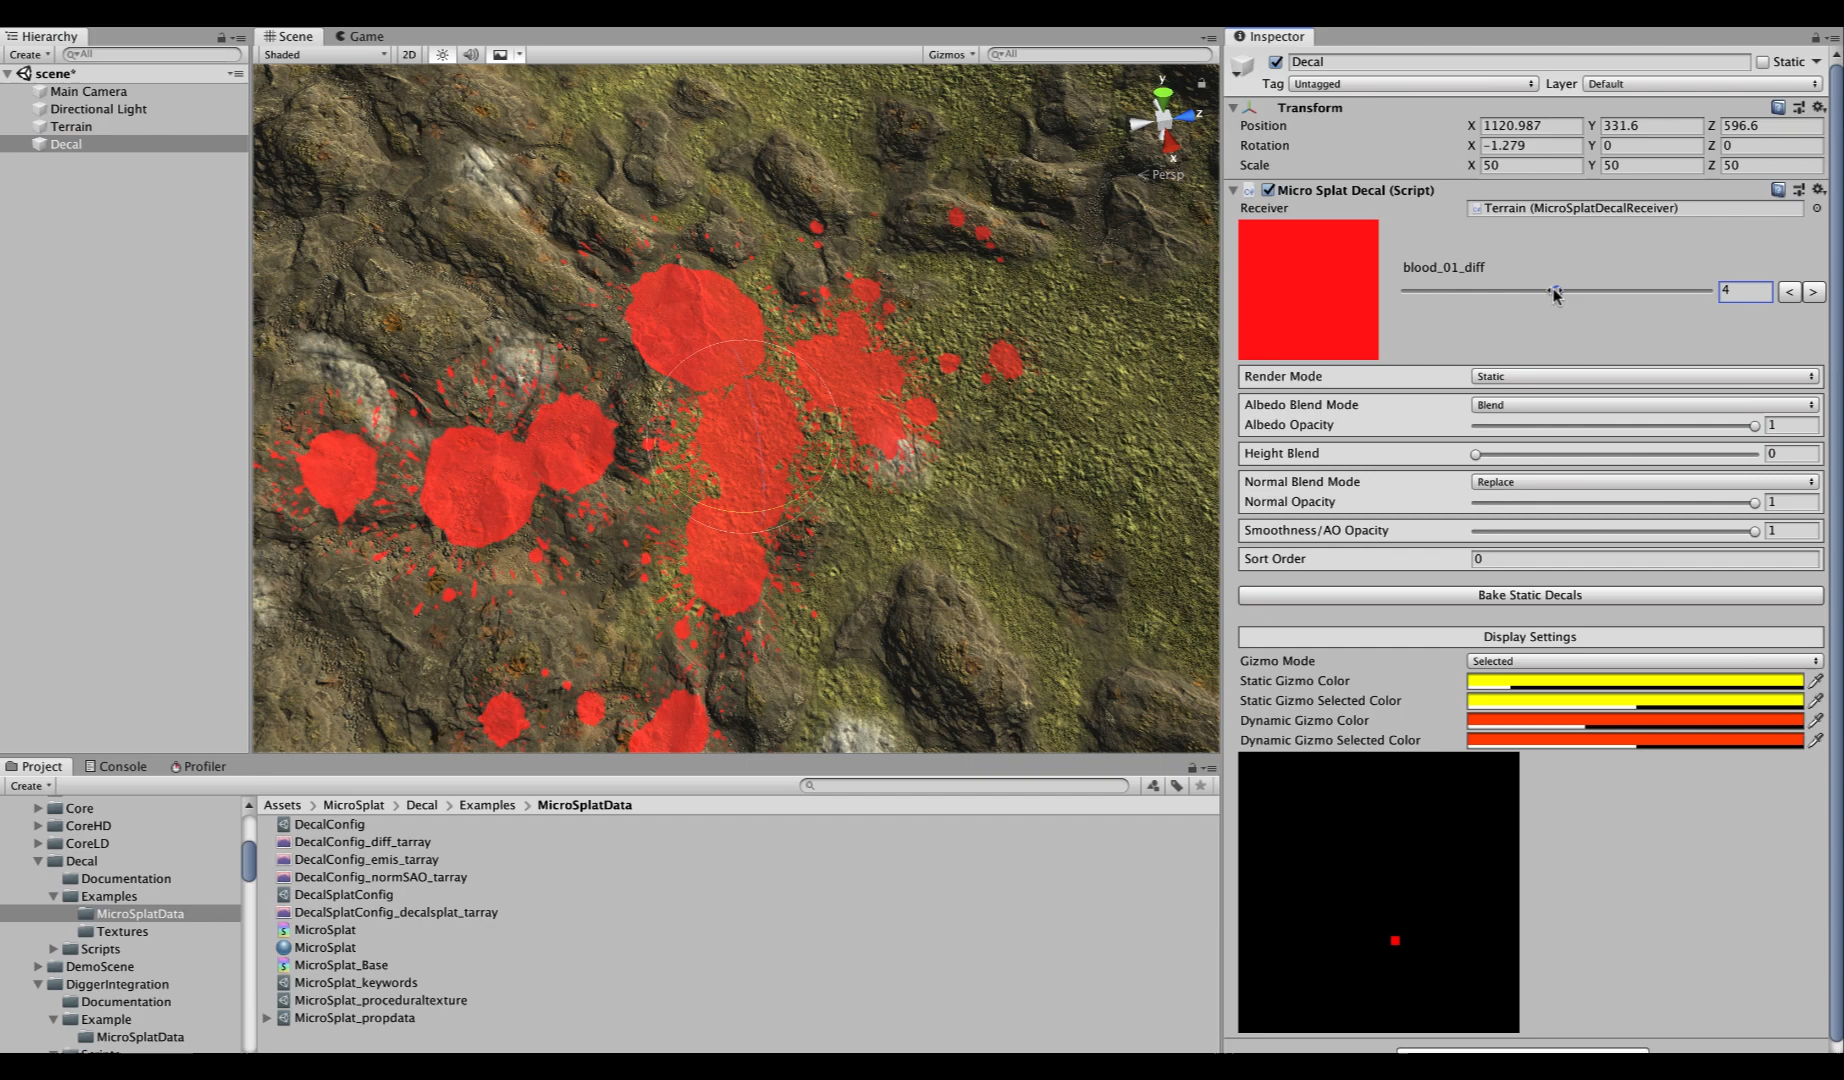 Hierarchy
Create
All
scene*
Main Camera
Directional Light
Terrain
Decal
Scene
Game
Shaded
2D
Gizmos
All
y
z
x
Persp
Inspector
Decal
Static
Tag
Untagged
Layer
Default
Transform
Position X 1120.987 Y 331.6 Z 596.6
Rotation X -1.279 Y 0 Z 0
Scale X 50 Y 50 Z 50
Micro Splat Decal (Script)
Receiver
Terrain (MicroSplatDecalReceiver)
blood_01_diff
4
<
>
Render Mode
Static
Albedo Blend Mode
Blend
Albedo Opacity
1
Height Blend
0
Normal Blend Mode
Replace
Normal Opacity
1
Smoothness/AO Opacity
1
Sort Order
0
Bake Static Decals
Display Settings
Gizmo Mode
Selected
Static Gizmo Color
Static Gizmo Selected Color
Dynamic Gizmo Color
Dynamic Gizmo Selected Color
Project
Console
Profiler
Create
Core
CoreHD
CoreLD
Decal
Documentation
Examples
MicroSplatData
Textures
Scripts
DemoScene
DiggerIntegration
Documentation
Example
MicroSplatData
Assets > MicroSplat > Decal > Examples > MicroSplatData
DecalConfig
DecalConfig_diff_tarray
DecalConfig_emis_tarray
DecalConfig_normSAO_tarray
DecalSplatConfig
DecalSplatConfig_decalsplat_tarray
MicroSplat
MicroSplat
MicroSplat_Base
MicroSplat_keywords
MicroSplat_proceduraltexture
MicroSplat_propdata